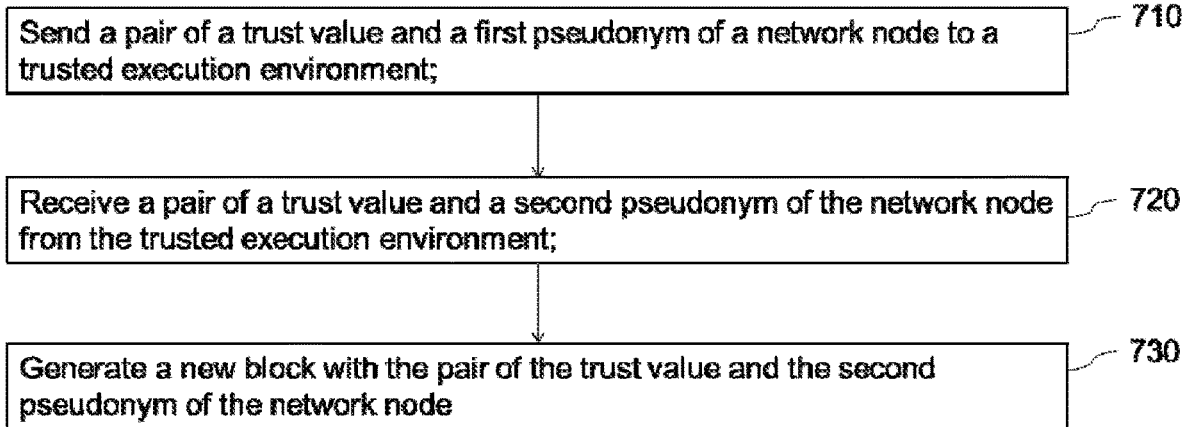 Send a pair of a trust value and a first pseudonym of a network node to a
trusted execution environment;
710
Receive a pair of a trust value and a second pseudonym of the network node
from the trusted execution environment;
720
Generate a new block with the pair of the trust value and the second
pseudonym of the network node
730